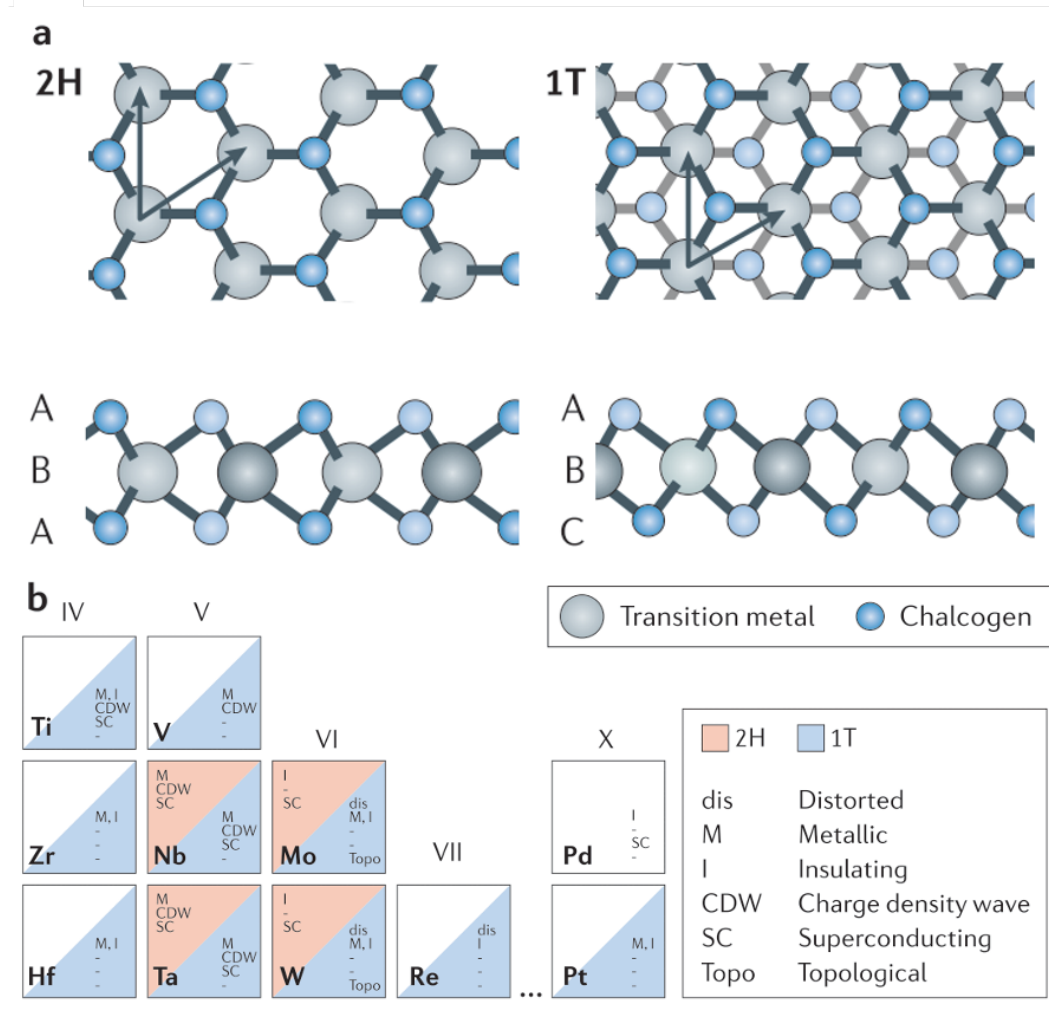 a
2H
1T
A
B
A
A
B
C
b
IV
V
Transition metal
Chalcogen
M, I
CDW
SC
-
Ti
M
CDW
-
-
V
VI
X
2H
1T
M, I
-
-
-
Zr
M
CDW
SC
M
CDW
SC
-
Nb
I
-
SC
dis
M, I
-
-
Topo
Mo
VII
I
-
SC
-
Pd
dis Distorted
M Metallic
I Insulating
CDW Charge density wave
SC Superconducting
Topo Topological
M, I
-
-
-
Hf
M
CDW
SC
M
CDW
SC
-
Ta
I
-
SC
dis
M, I
-
-
Topo
W
dis
I
-
-
-
Re
...
M, I
-
-
-
Pt